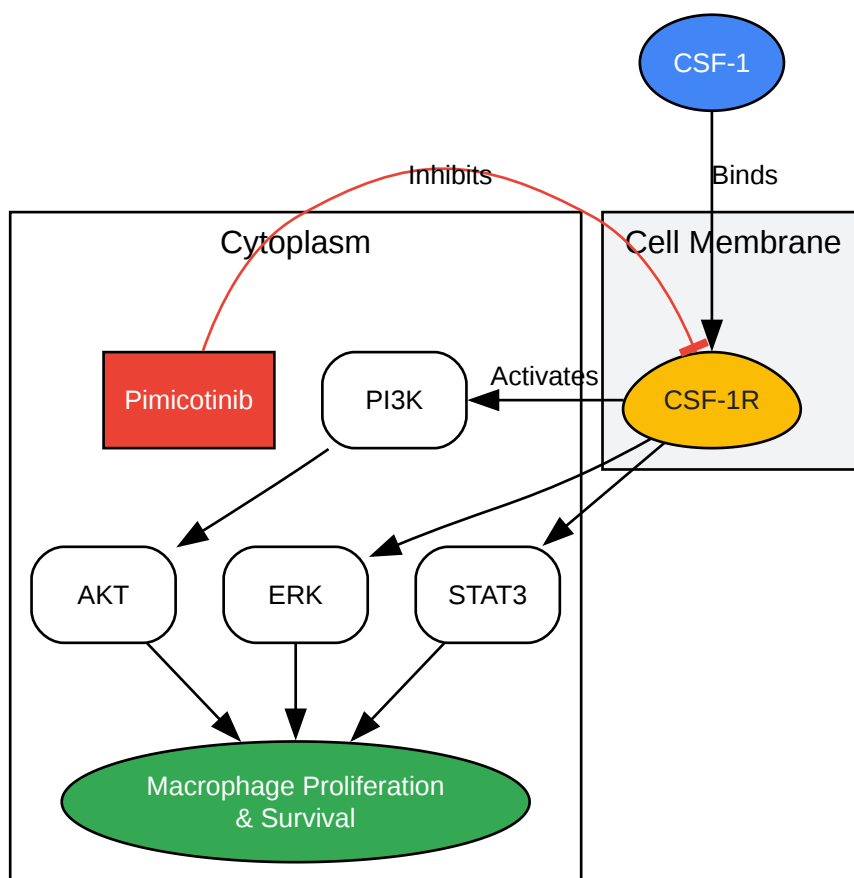 CSF-1
Inhibits
Binds
Cytoplasm
Cell Membrane
Activates
Pimicotinib
PI3K
CSF-1R
AKT
ERK
STAT3
Macrophage Proliferation
& Survival